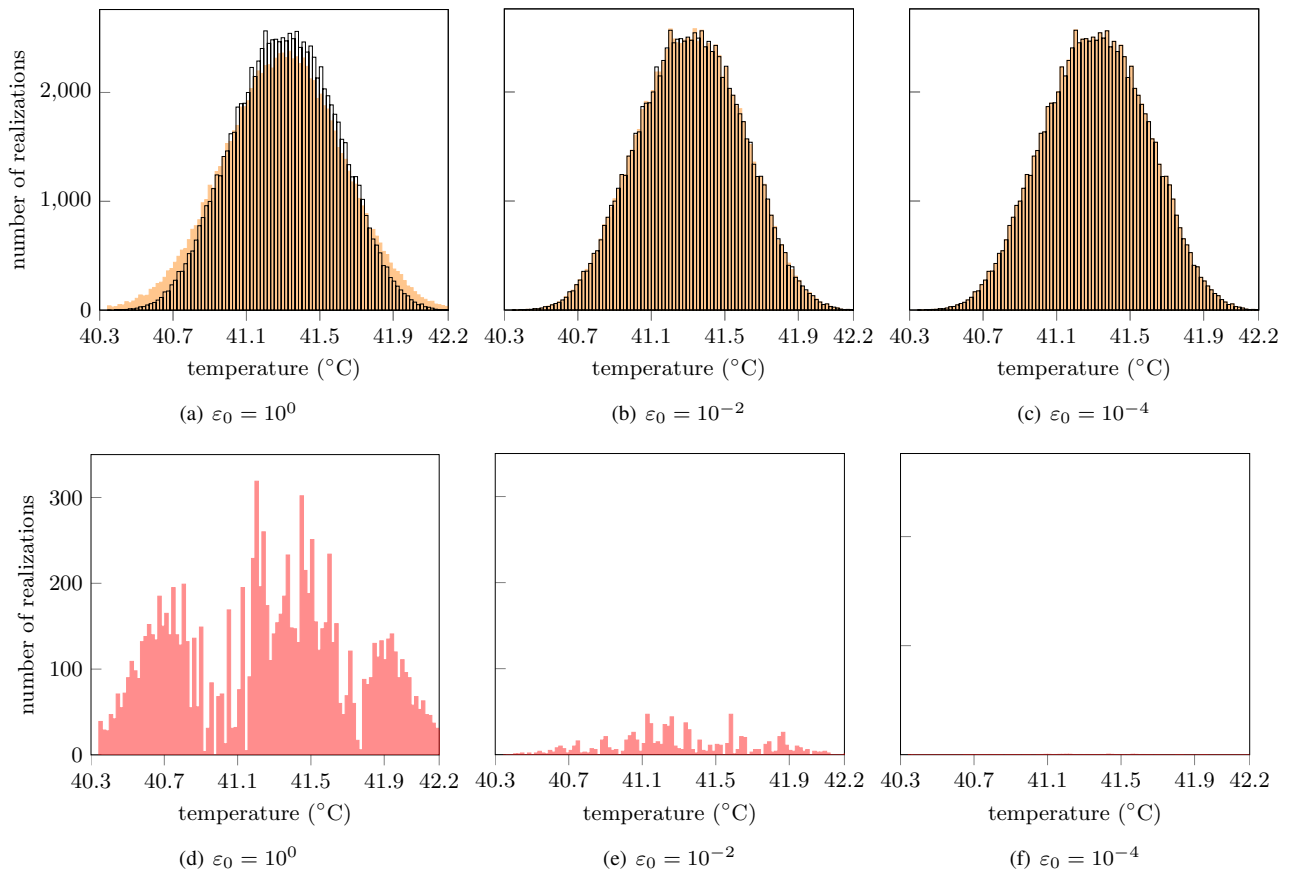 number of realizations
2,000
1,000
0
40.3 40.7 41.1 41.5 41.9 42.2
temperature (°C)
(a) ε₀ = 10⁰
40.3 40.7 41.1 41.5 41.9 42.2
temperature (°C)
(b) ε₀ = 10⁻²
40.3 40.7 41.1 41.5 41.9 42.2
temperature (°C)
(c) ε₀ = 10⁻⁴
number of realizations
300
200
100
0
40.3 40.7 41.1 41.5 41.9 42.2
temperature (°C)
(d) ε₀ = 10⁰
40.3 40.7 41.1 41.5 41.9 42.2
temperature (°C)
(e) ε₀ = 10⁻²
40.3 40.7 41.1 41.5 41.9 42.2
temperature (°C)
(f) ε₀ = 10⁻⁴